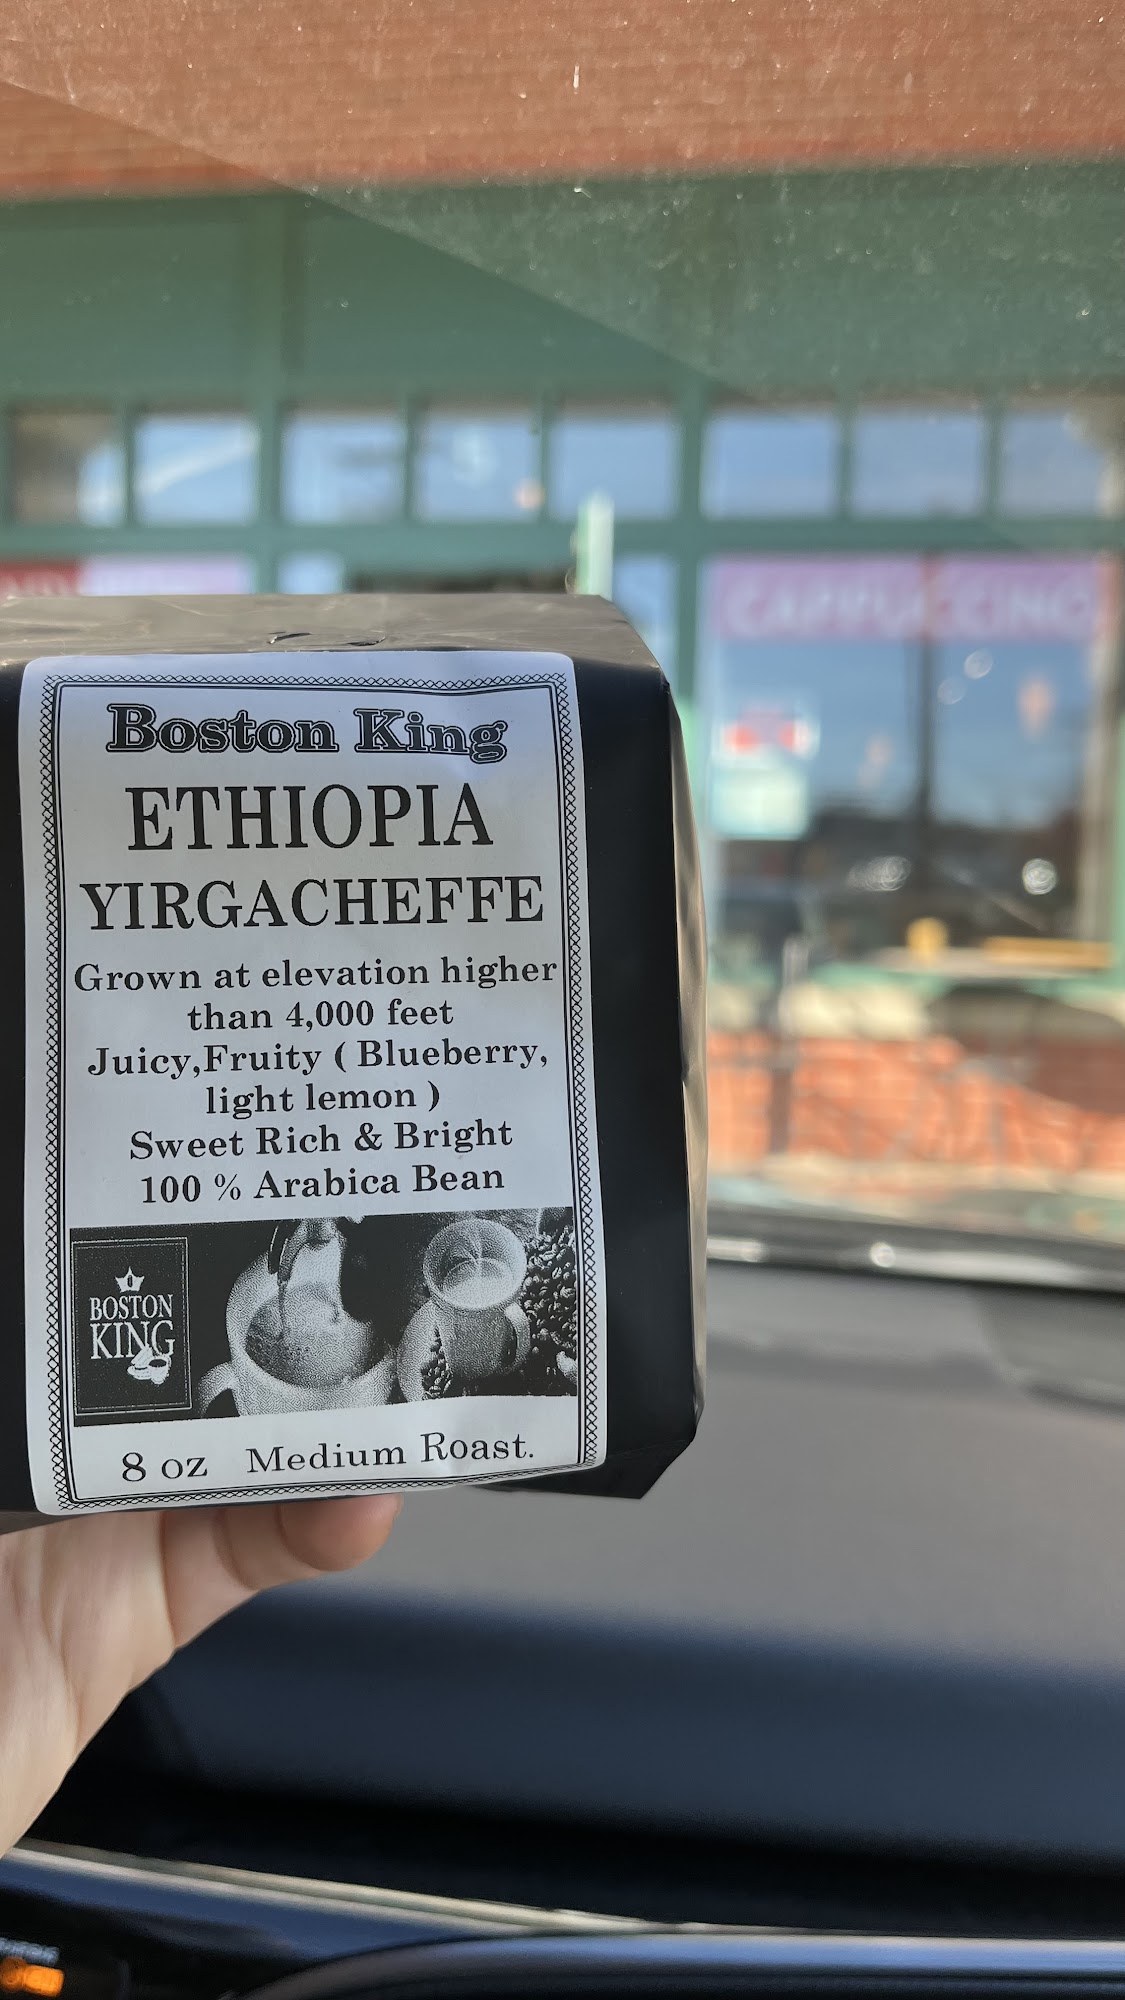 CAPPUCCINO
Boston King
ETHIOPIA
YIRGACHEFFE
Grown at elevation higher
than 4,000 feet
Juicy,Fruity ( Blueberry,
light lemon )
Sweet Rich & Bright
100 % Arabica Bean
BOSTON
KING
8 oz Medium Roast.